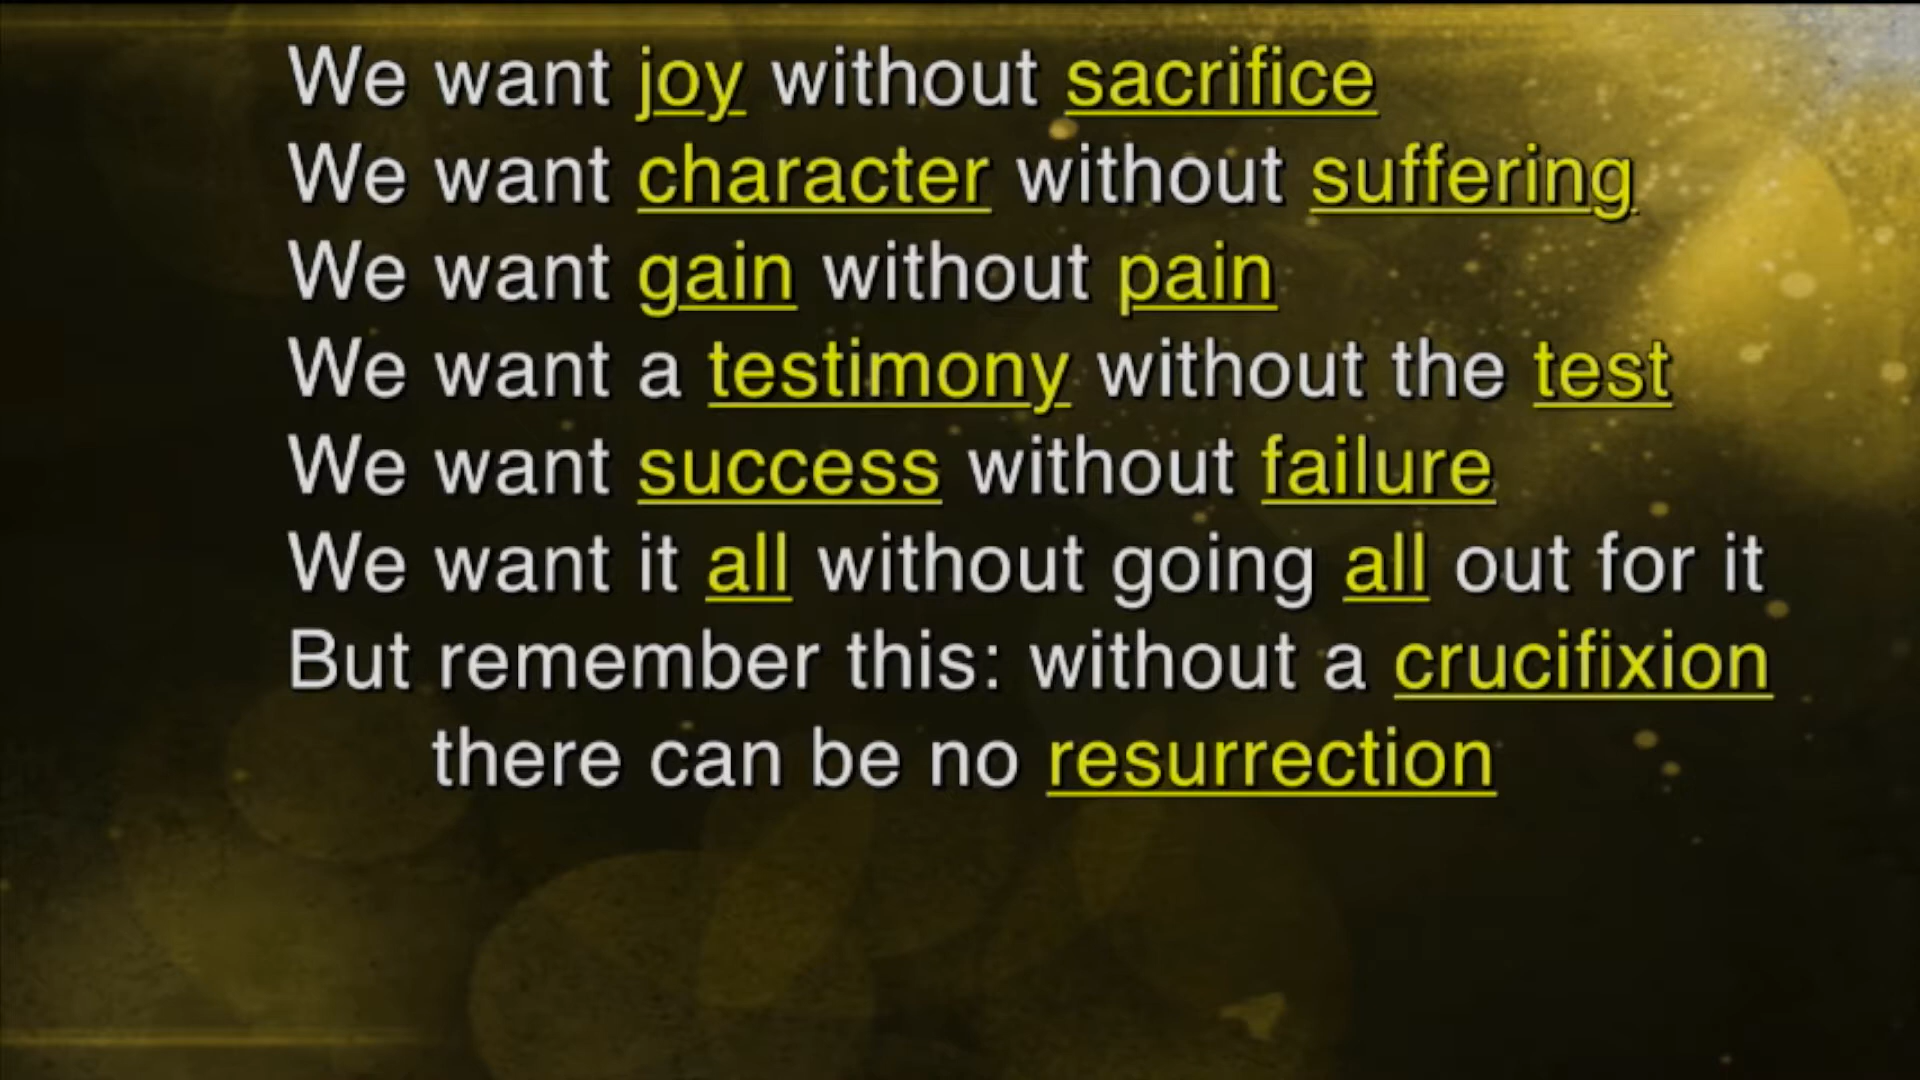 We want joy without sacrifice
We want character without suffering
We want gain without pain
We want a testimony without the test
We want success without failure
We want it all without going all out for it
But remember this: without a crucifixion
there can be no resurrection